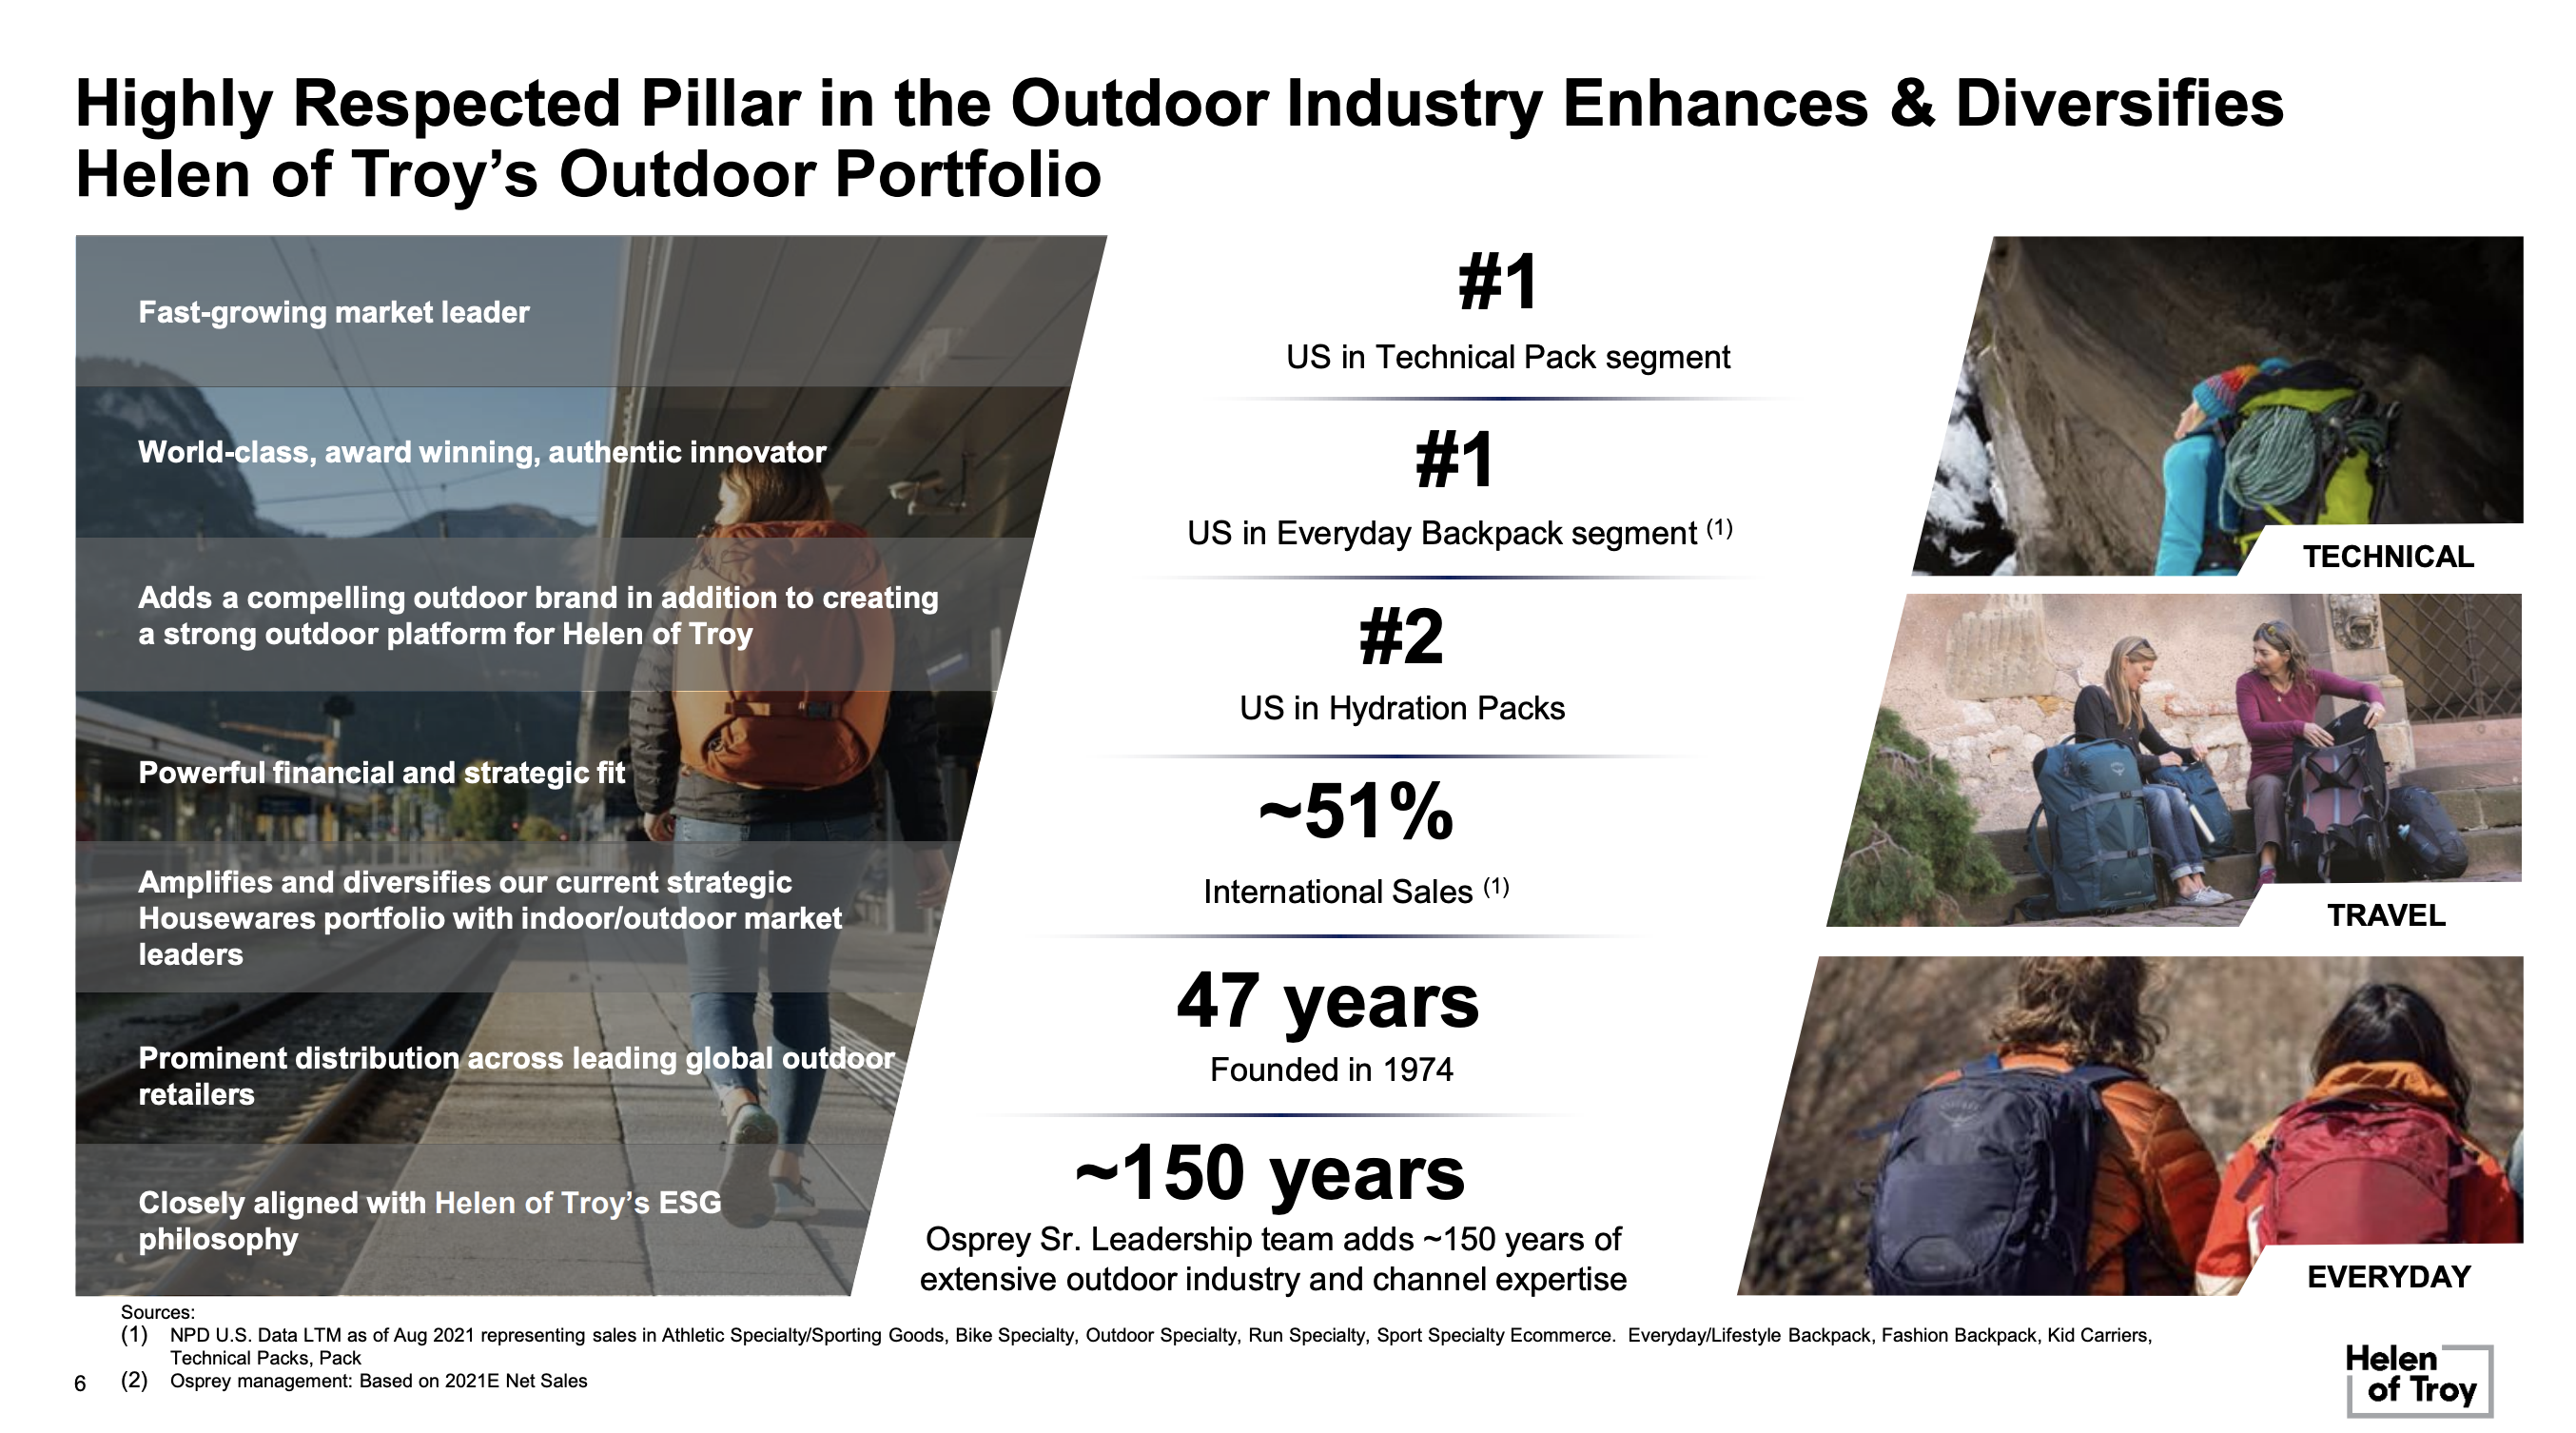 Highly Respected Pillar in the Outdoor Industry Enhances & Diversifies
Helen of Troy’s Outdoor Portfolio
Fast-growing market leader
World-class, award winning, authentic innovator
Adds a compelling outdoor brand in addition to creating
a strong outdoor platform for Helen of Troy
Powerful financial and strategic fit
Amplifies and diversifies our current strategic
Housewares portfolio with indoor/outdoor market
leaders
Prominent distribution across leading global outdoor
retailers
Closely aligned with Helen of Troy’s ESG
philosophy
#1
US in Technical Pack segment
#1
US in Everyday Backpack segment (1)
#2
US in Hydration Packs
~51%
International Sales (1)
47 years
Founded in 1974
~150 years
Osprey Sr. Leadership team adds ~150 years of
extensive outdoor industry and channel expertise
TECHNICAL
TRAVEL
EVERYDAY
Sources:
(1) NPD U.S. Data LTM as of Aug 2021 representing sales in Athletic Specialty/Sporting Goods, Bike Specialty, Outdoor Specialty, Run Specialty, Sport Specialty Ecommerce. Everyday/Lifestyle Backpack, Fashion Backpack, Kid Carriers,
Technical Packs, Pack
(2) Osprey management: Based on 2021E Net Sales
6
Helen
of Troy